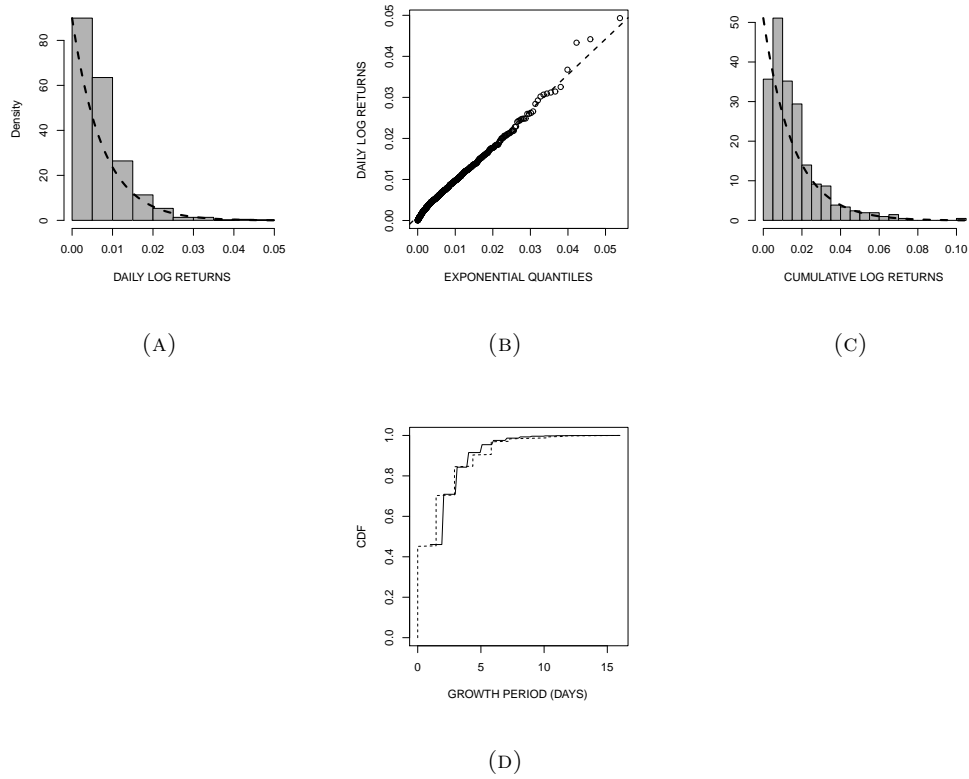 Density
0 20 40 60 80
0.00 0.01 0.02 0.03 0.04 0.05
DAILY LOG RETURNS
(A)
DAILY LOG RETURNS
0.00 0.01 0.02 0.03 0.04 0.05
0.00 0.01 0.02 0.03 0.04 0.05
EXPONENTIAL QUANTILES
(B)
0 10 20 30 40 50
0.00 0.02 0.04 0.06 0.08 0.10
CUMULATIVE LOG RETURNS
(C)
CDF
0.0 0.2 0.4 0.6 0.8 1.0
0 5 10 15
GROWTH PERIOD (DAYS)
(D)